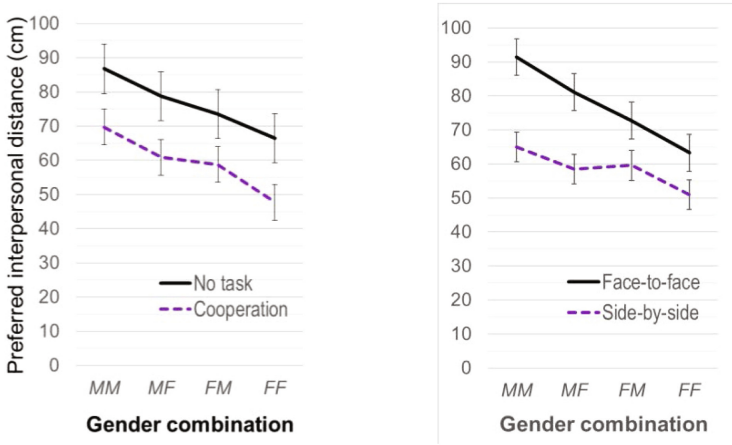 Preferred interpersonal distance (cm)
100
90
80
70
60
50
40
30
20
10
0
No task
Cooperation
MM MF FM FF
Gender combination
100
90
80
70
60
50
40
30
20
10
0
Face-to-face
Side-by-side
MM MF FM FF
Gender combination